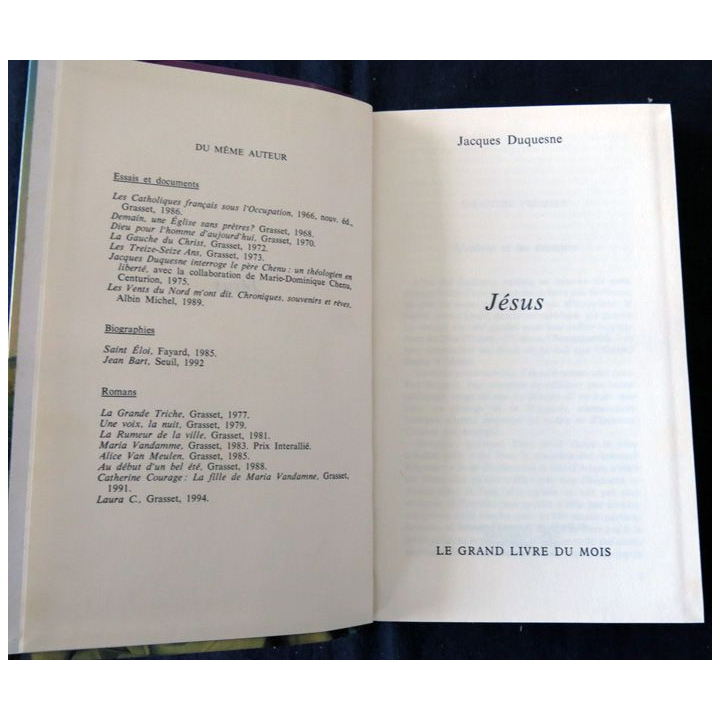 DU MÊME AUTEUR
Essais et documents
Les Catholiques français sous l'Occupation, 1966, nouv. éd.,
Grasset, 1986.
Demain, une Église sans prêtres? Grasset, 1968.
Dieu pour l'homme d'aujourd'hui, Grasset, 1970.
La Gauche du Christ, Grasset, 1972.
Les Treize-Seize Ans, Grasset, 1973.
Jacques Duquesne interroge le père Chenu : un théologien en
liberté, avec la collaboration de Marie-Dominique Chenu,
Centurion, 1975.
Les Vents du Nord m'ont dit. Chroniques, souvenirs et rêves,
Albin Michel, 1989.
Biographies
Saint Éloi, Fayard, 1985.
Jean Bart, Seuil, 1992
Romans
La Grande Triche, Grasset, 1977.
Une voix, la nuit, Grasset, 1979.
La Rumeur de la ville, Grasset, 1981.
Maria Vandamme, Grasset, 1983. Prix Interallié.
Alice Van Meulen, Grasset, 1985.
Au début d'un bel été, Grasset, 1988.
Catherine Courage : La fille de Maria Vandamne, Grasset,
1991.
Laura C., Grasset, 1994.
Jacques Duquesne
Jésus
LE GRAND LIVRE DU MOIS